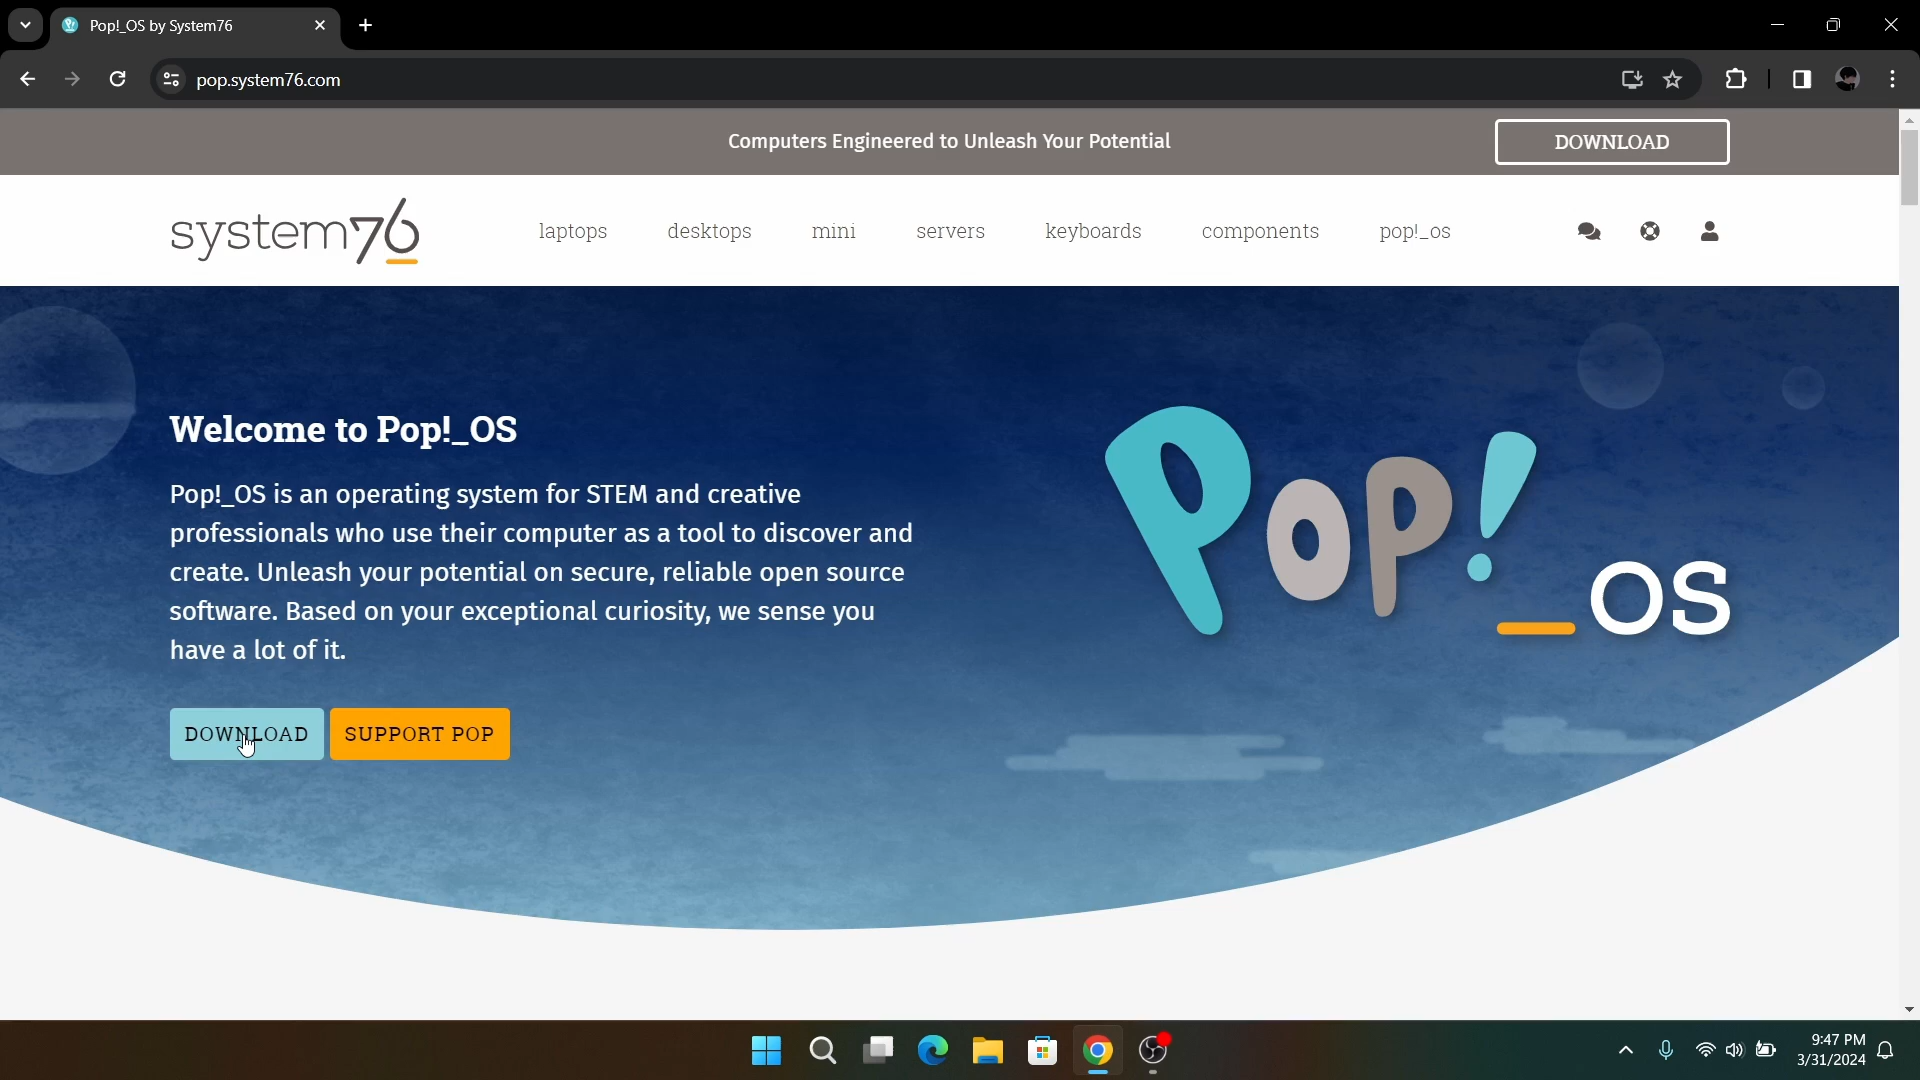 Pop!_OS by System76
pop.system76.com
Computers Engineered to Unleash Your Potential
DOWNLOAD
system76
laptops
desktops
mini
servers
keyboards
components
pop!_os
Welcome to Pop!_OS
Pop!_OS is an operating system for STEM and creative
professionals who use their computer as a tool to discover and
create. Unleash your potential on secure, reliable open source
software. Based on your exceptional curiosity, we sense you
have a lot of it.
DOWNLOAD
SUPPORT POP
Pop!_OS
9:47 PM
3/31/2024